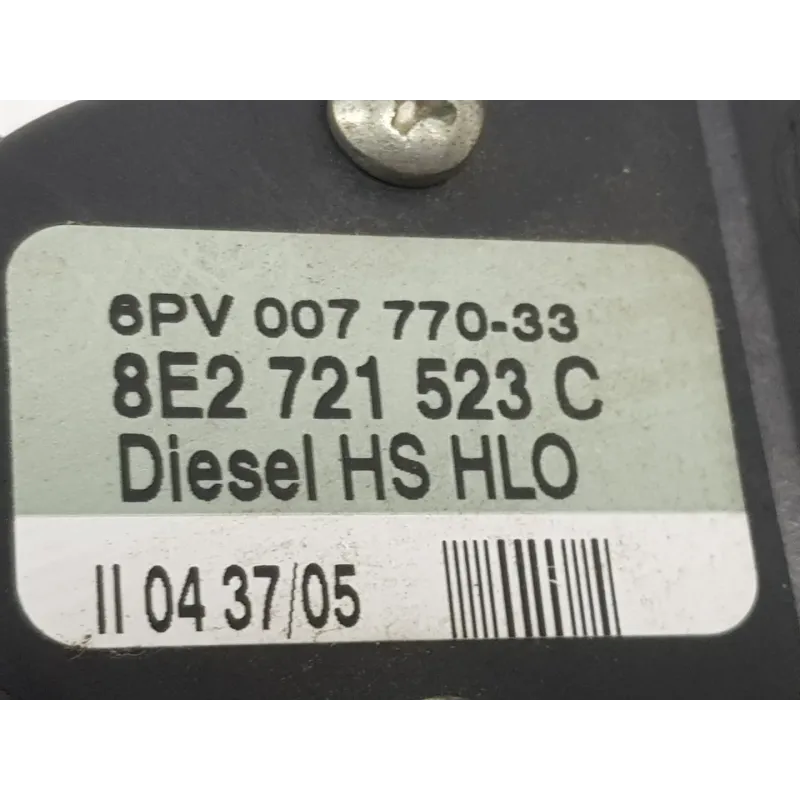 6PV 007 770-33
8E2 721 523 C
Diesel HS HLO
II 04 37/05